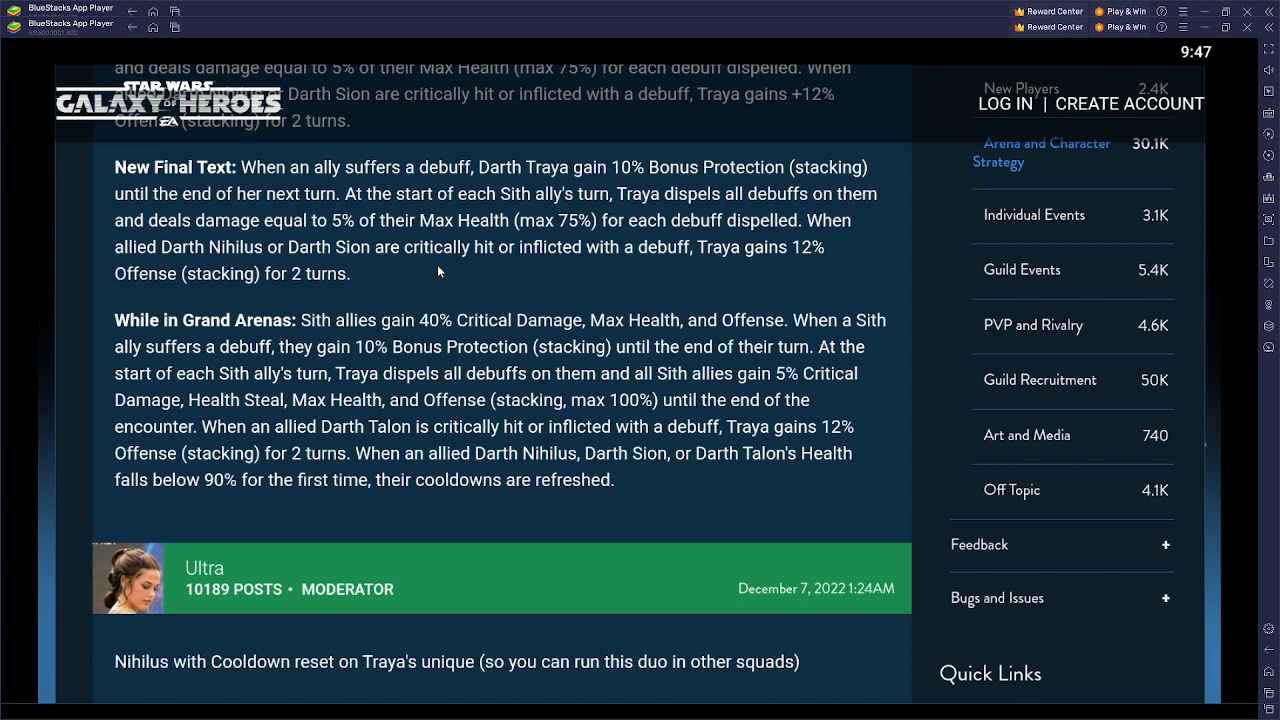 BlueStacks App Player
Reward Center
Play & Win
BlueStacks App Player
5.9.600.1001 N32
Reward Center
Play & Win
9:47
STAR WARS
GALAXY OF HEROES
EA
LOG IN | CREATE ACCOUNT
and deals damage equal to 5% of their Max Health (max 75%) for each debuff dispelled. When
allied Darth Nihilus or Darth Sion are critically hit or inflicted with a debuff, Traya gains +12%
Offense (stacking) for 2 turns.
New Final Text: When an ally suffers a debuff, Darth Traya gain 10% Bonus Protection (stacking)
until the end of her next turn. At the start of each Sith ally's turn, Traya dispels all debuffs on them
and deals damage equal to 5% of their Max Health (max 75%) for each debuff dispelled. When
allied Darth Nihilus or Darth Sion are critically hit or inflicted with a debuff, Traya gains 12%
Offense (stacking) for 2 turns.
While in Grand Arenas: Sith allies gain 40% Critical Damage, Max Health, and Offense. When a Sith
ally suffers a debuff, they gain 10% Bonus Protection (stacking) until the end of their turn. At the
start of each Sith ally's turn, Traya dispels all debuffs on them and all Sith allies gain 5% Critical
Damage, Health Steal, Max Health, and Offense (stacking, max 100%) until the end of the
encounter. When an allied Darth Talon is critically hit or inflicted with a debuff, Traya gains 12%
Offense (stacking) for 2 turns. When an allied Darth Nihilus, Darth Sion, or Darth Talon's Health
falls below 90% for the first time, their cooldowns are refreshed.
Ultra
10189 POSTS • MODERATOR
December 7, 2022 1:24AM
Nihilus with Cooldown reset on Traya's unique (so you can run this duo in other squads)
New Players 2.4K
Arena and Character 30.1K
Strategy
Individual Events 3.1K
Guild Events 5.4K
PVP and Rivalry 4.6K
Guild Recruitment 50K
Art and Media 740
Off Topic 4.1K
Feedback +
Bugs and Issues +
Quick Links